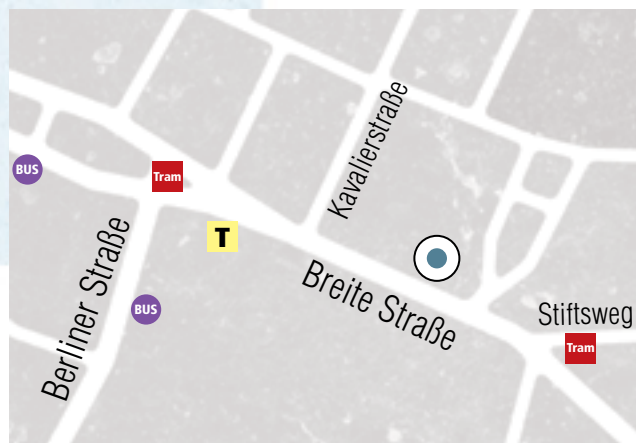 Kavalierstraße
BUS
Tram
T
Berliner Straße
Breite Straße
BUS
Stiftsweg
Tram